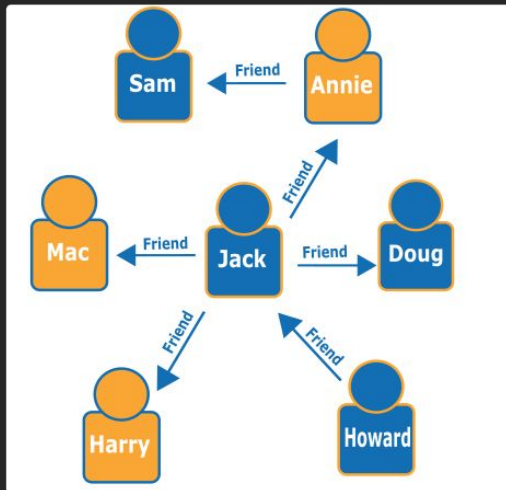 Friend
Sam
Annie
Friend
Mac
Friend
Jack
Friend
Doug
Friend
Friend
Harry
Howard